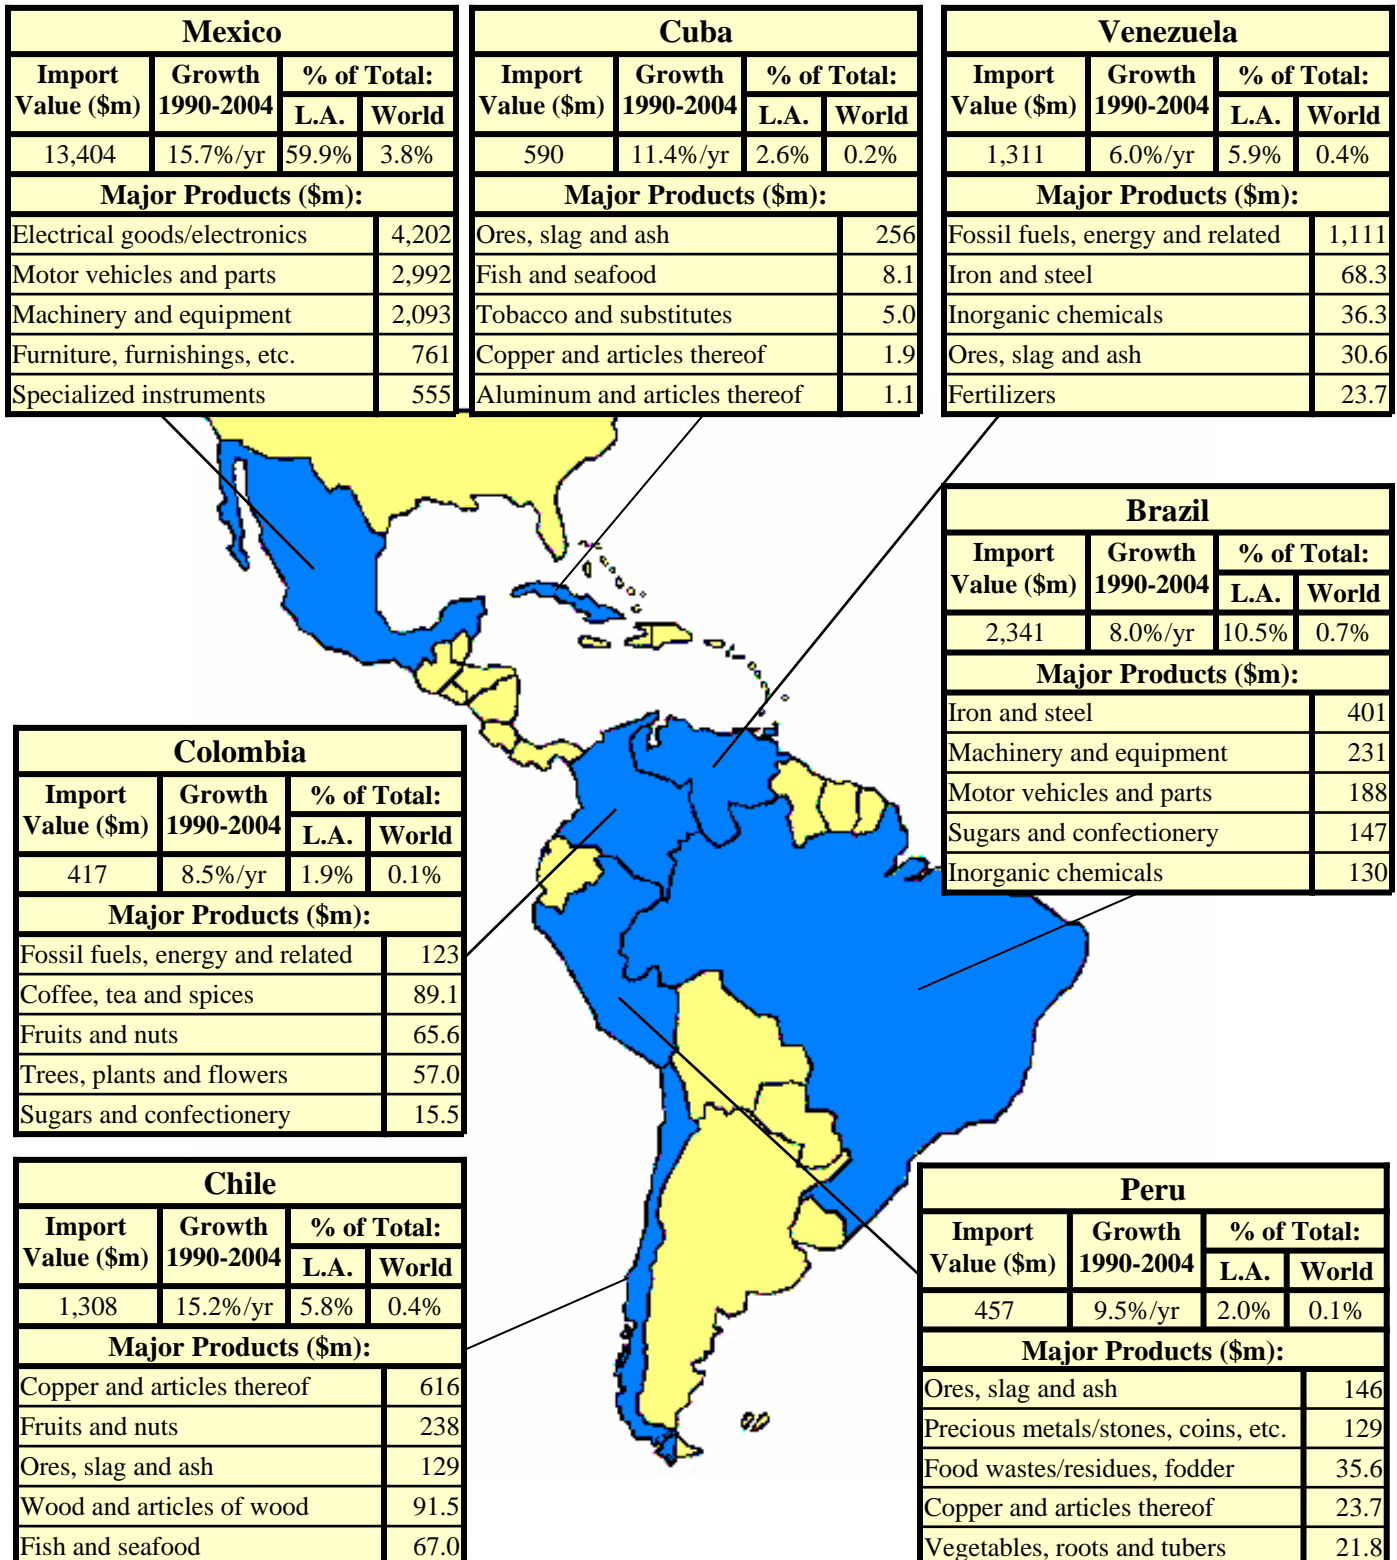 Mexico
Import Value ($m) Growth 1990-2004 % of Total:
L.A. World
13,404 15.7%/yr 59.9% 3.8%
Major Products ($m):
Electrical goods/electronics 4,202
Motor vehicles and parts 2,992
Machinery and equipment 2,093
Furniture, furnishings, etc. 761
Specialized instruments 555
Cuba
Import Value ($m) Growth 1990-2004 % of Total:
L.A. World
590 11.4%/yr 2.6% 0.2%
Major Products ($m):
Ores, slag and ash 256
Fish and seafood 8.1
Tobacco and substitutes 5.0
Copper and articles thereof 1.9
Aluminum and articles thereof 1.1
Venezuela
Import Value ($m) Growth 1990-2004 % of Total:
L.A. World
1,311 6.0%/yr 5.9% 0.4%
Major Products ($m):
Fossil fuels, energy and related 1,111
Iron and steel 68.3
Inorganic chemicals 36.3
Ores, slag and ash 30.6
Fertilizers 23.7
Brazil
Import Value ($m) Growth 1990-2004 % of Total:
L.A. World
2,341 8.0%/yr 10.5% 0.7%
Major Products ($m):
Iron and steel 401
Machinery and equipment 231
Motor vehicles and parts 188
Sugars and confectionery 147
Inorganic chemicals 130
Colombia
Import Value ($m) Growth 1990-2004 % of Total:
L.A. World
417 8.5%/yr 1.9% 0.1%
Major Products ($m):
Fossil fuels, energy and related 123
Coffee, tea and spices 89.1
Fruits and nuts 65.6
Trees, plants and flowers 57.0
Sugars and confectionery 15.5
Chile
Import Value ($m) Growth 1990-2004 % of Total:
L.A. World
1,308 15.2%/yr 5.8% 0.4%
Major Products ($m):
Copper and articles thereof 616
Fruits and nuts 238
Ores, slag and ash 129
Wood and articles of wood 91.5
Fish and seafood 67.0
Peru
Import Value ($m) Growth 1990-2004 % of Total:
L.A. World
457 9.5%/yr 2.0% 0.1%
Major Products ($m):
Ores, slag and ash 146
Precious metals/stones, coins, etc. 129
Food wastes/residues, fodder 35.6
Copper and articles thereof 23.7
Vegetables, roots and tubers 21.8